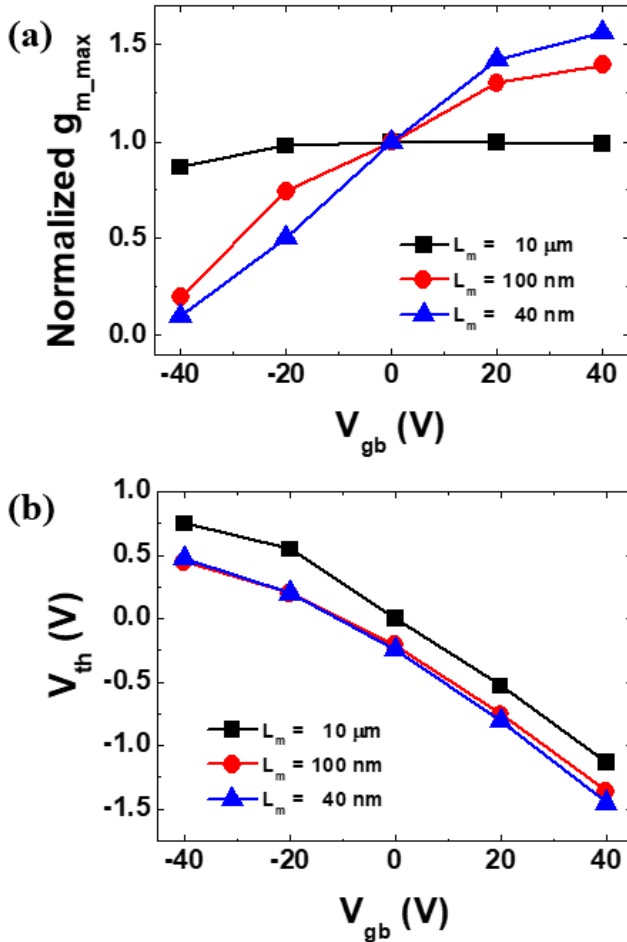 (a)
Normalized g_m_max
1.5
1.0
0.5
0.0
L_m = 10 μm
L_m = 100 nm
L_m = 40 nm
-40 -20 0 20 40
V_gb (V)
(b)
V_th (V)
1.0
0.5
0.0
-0.5
-1.0
-1.5
L_m = 10 μm
L_m = 100 nm
L_m = 40 nm
-40 -20 0 20 40
V_gb (V)